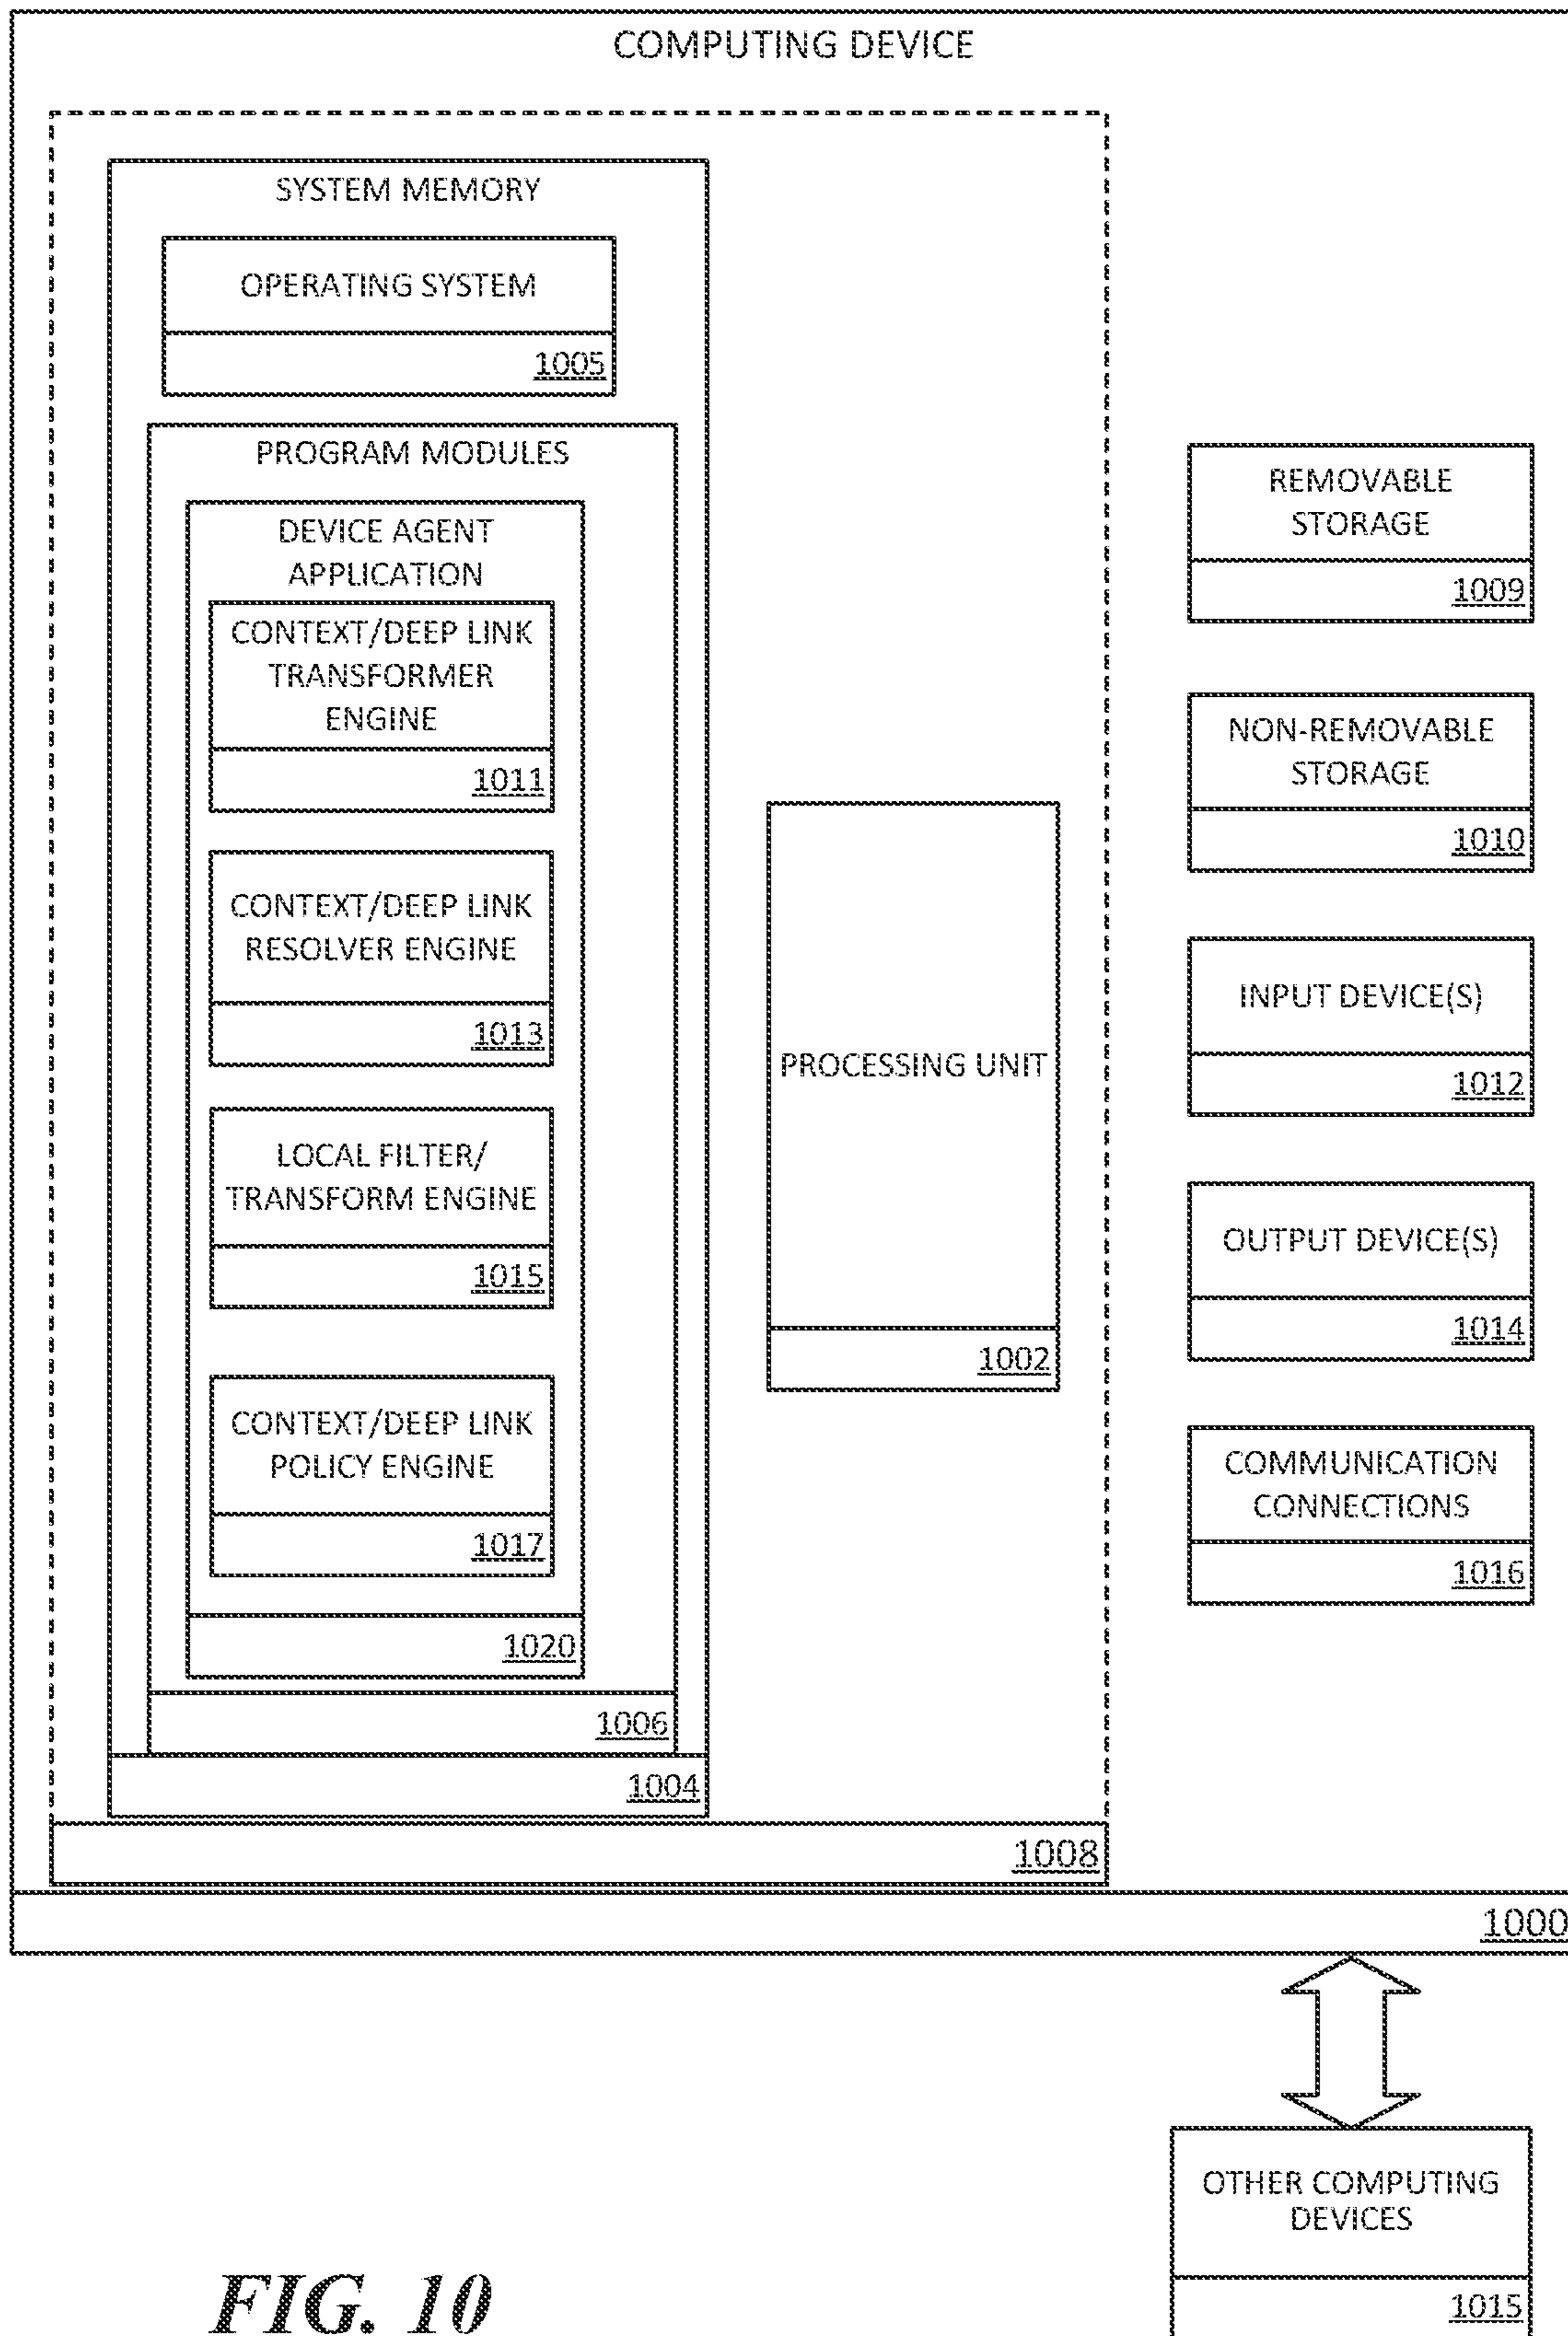 COMPUTING DEVICE
SYSTEM MEMORY
OPERATING SYSTEM
1005
PROGRAM MODULES
DEVICE AGENT
APPLICATION
CONTEXT/DEEP LINK
TRANSFORMER
ENGINE
1011
CONTEXT/DEEP LINK
RESOLVER ENGINE
1013
LOCAL FILTER/
TRANSFORM ENGINE
1015
CONTEXT/DEEP LINK
POLICY ENGINE
1017
1020
1006
1004
PROCESSING UNIT
1002
1008
REMOVABLE
STORAGE
1009
NON-REMOVABLE
STORAGE
1010
INPUT DEVICE(S)
1012
OUTPUT DEVICE(S)
1014
COMMUNICATION
CONNECTIONS
1016
1000
OTHER COMPUTING
DEVICES
1015
FIG. 10